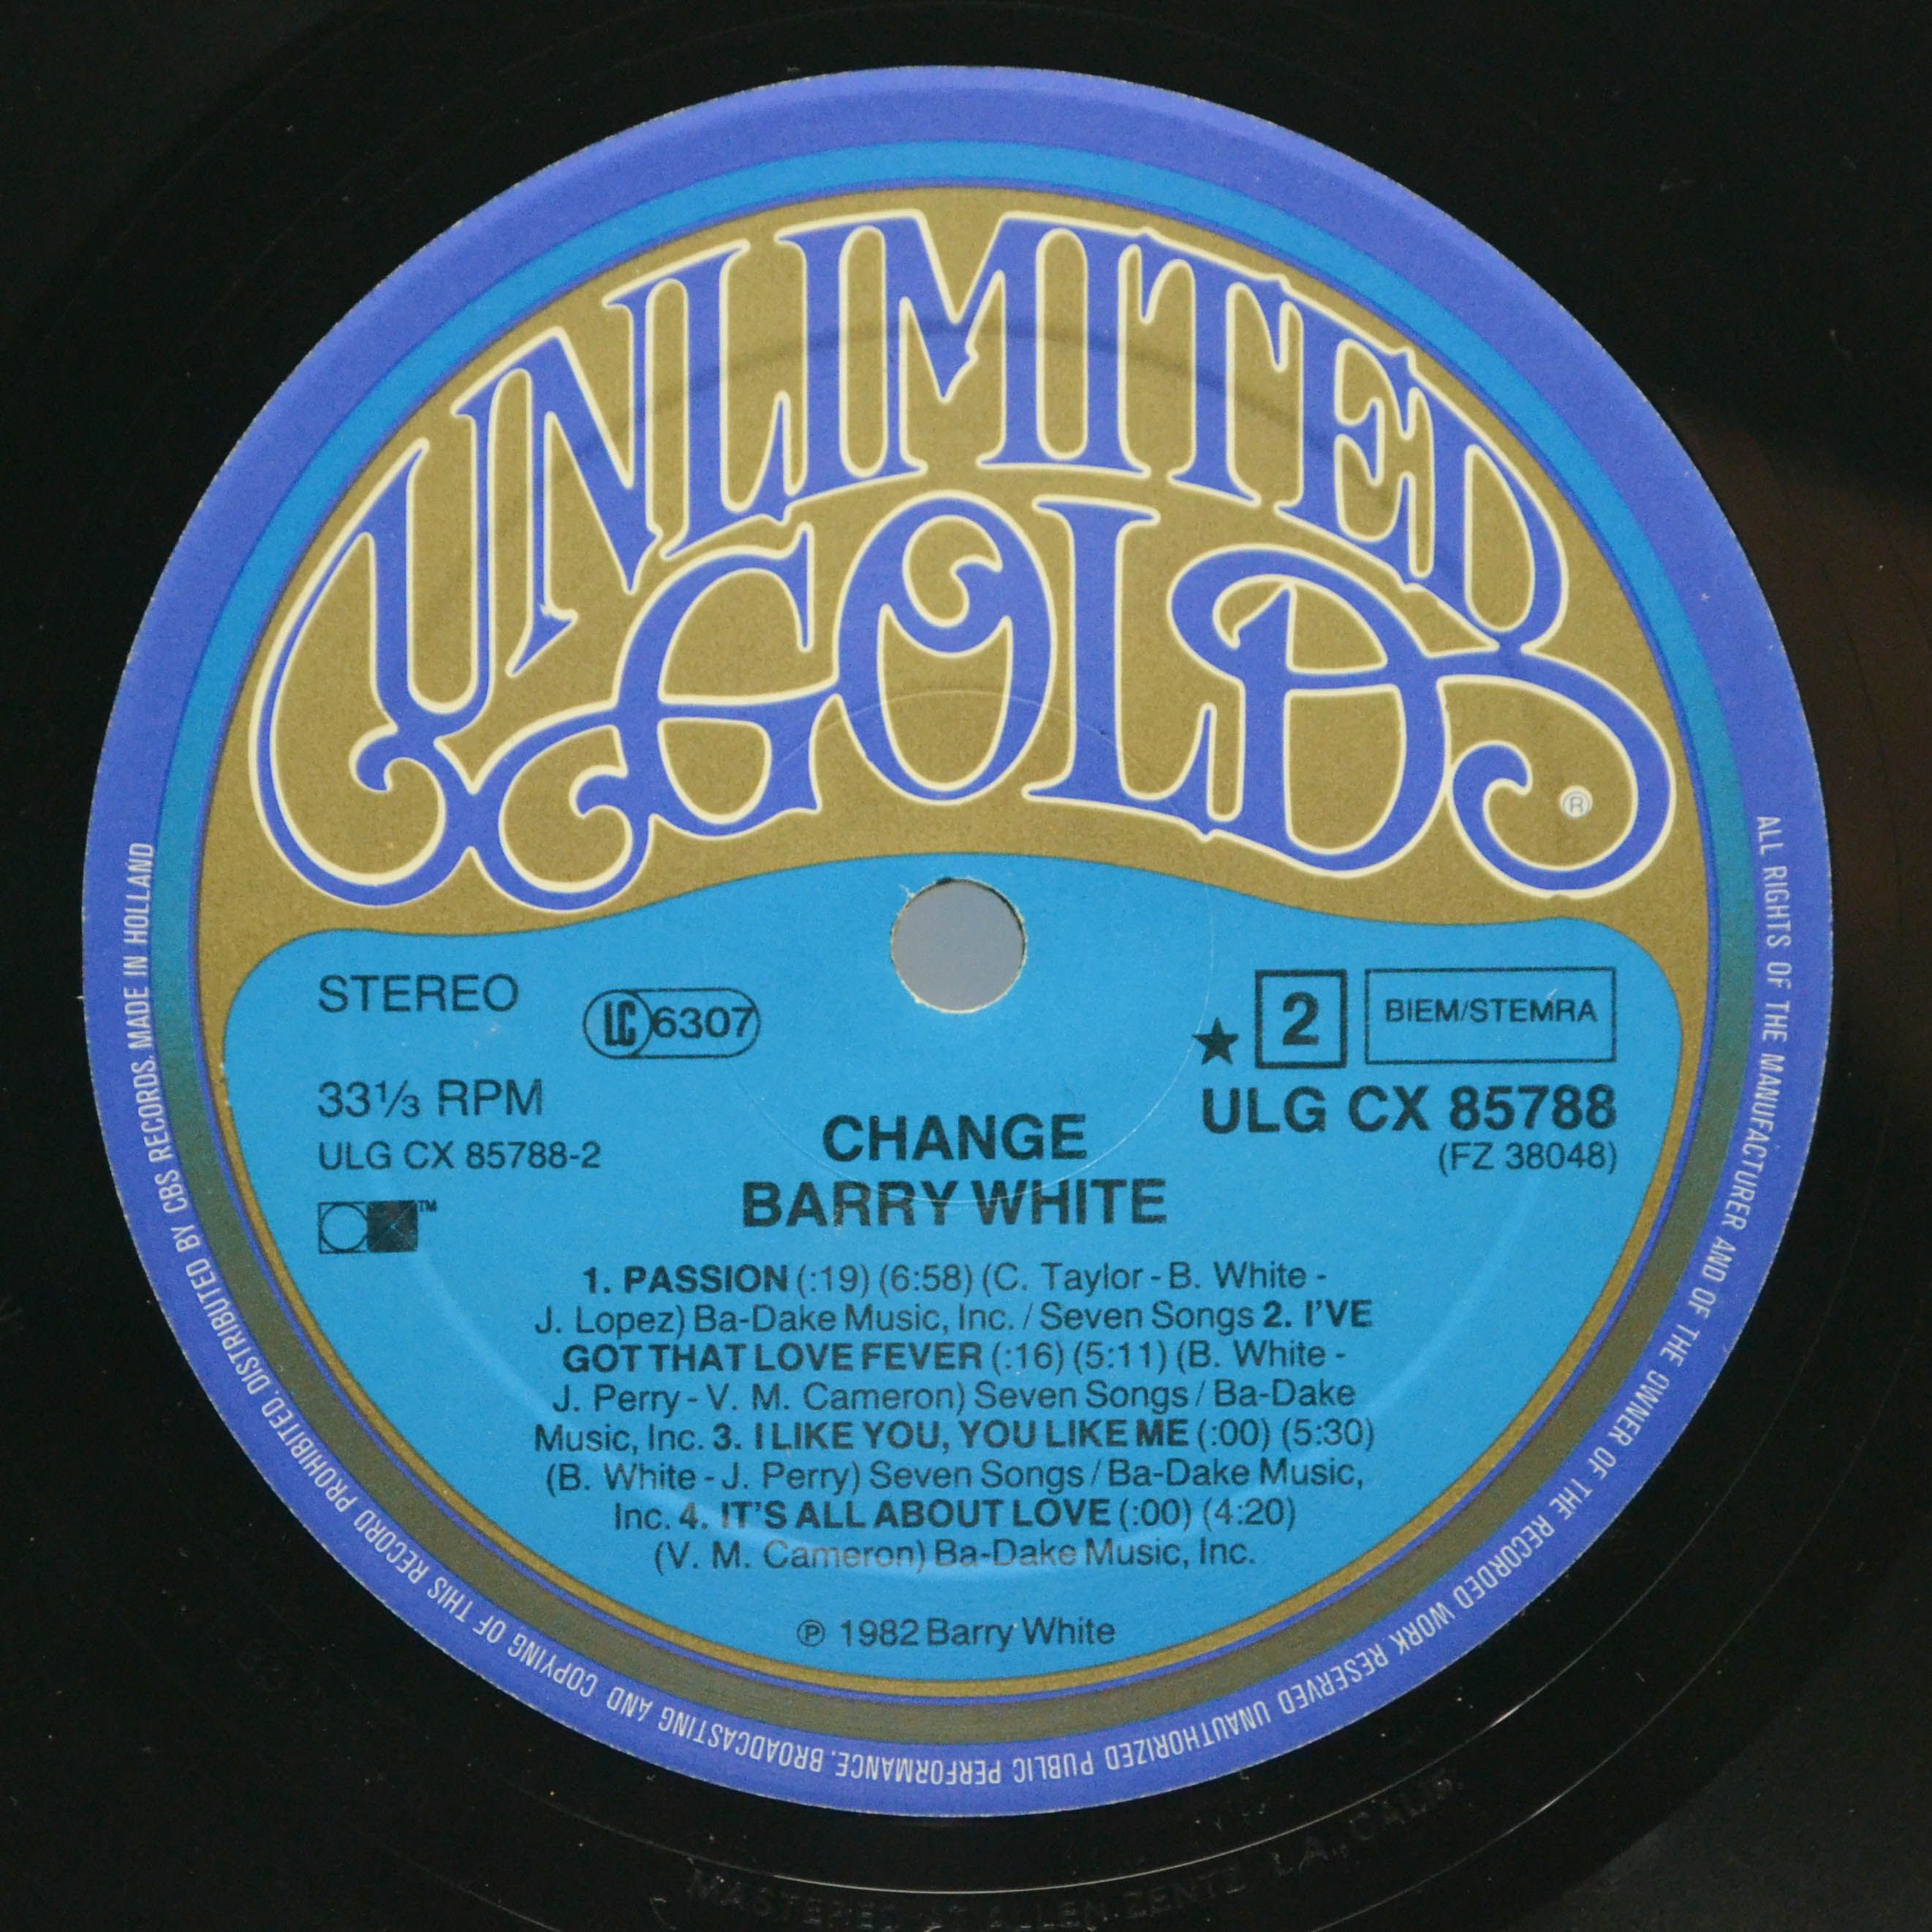 UNLIMITED
GOLD
®
STEREO
LC 6307
★ 2 BIEM/STEMRA
33⅓ RPM
ULG CX 85788
ULG CX 85788-2
(FZ 38048)
™
CHANGE
BARRY WHITE
1. PASSION (:19) (6:58) (C. Taylor - B. White -
J. Lopez) Ba-Dake Music, Inc. / Seven Songs 2. I'VE
GOT THAT LOVE FEVER (:16) (5:11) (B. White -
J. Perry - V. M. Cameron) Seven Songs / Ba-Dake
Music, Inc. 3. I LIKE YOU, YOU LIKE ME (:00) (5:30)
(B. White - J. Perry) Seven Songs / Ba-Dake Music,
Inc. 4. IT'S ALL ABOUT LOVE (:00) (4:20)
(V. M. Cameron) Ba-Dake Music, Inc.
℗ 1982 Barry White
ALL RIGHTS OF THE MANUFACTURER AND OF THE OWNER OF THE RECORDED WORK RESERVED UNAUTHORIZED PUBLIC PERFORMANCE, BROADCASTING AND COPYING OF THIS RECORD PROHIBITED. DISTRIBUTED BY CBS RECORDS. MADE IN HOLLAND
MASTERED AT ALLEN ZENTZ L.A., CALIF.